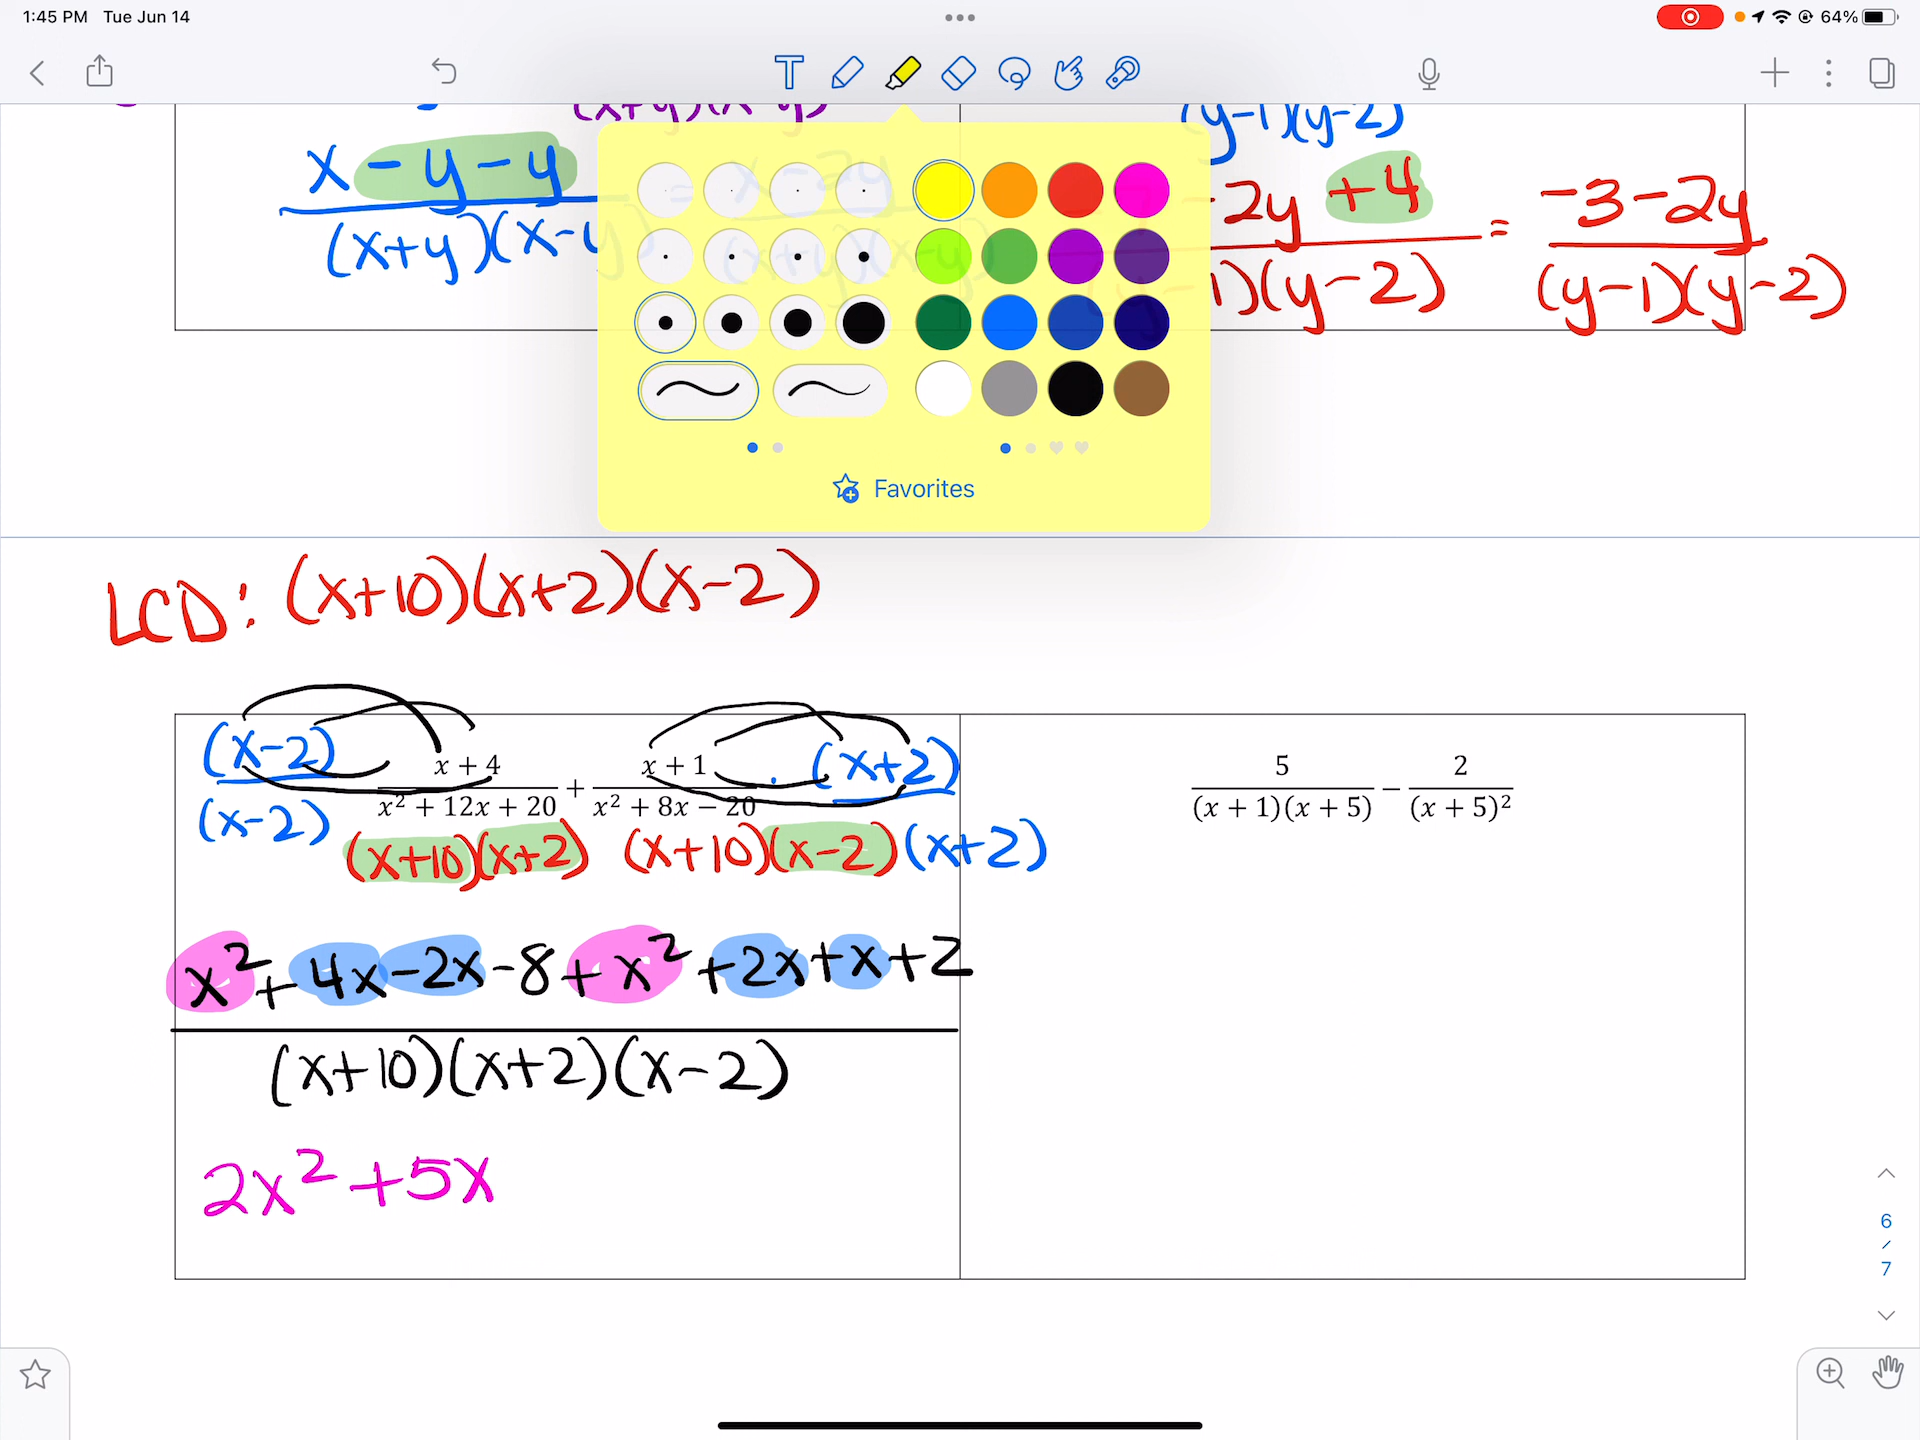 1:45 PM Tue Jun 14
64%
T
(x+y)(x-y)
(y-1)(y-2)
x - y - y
= x - 2y
(x+y)(x-y)
(x+y)(x-y)
-2y +4
= -3-2y
1)(y-2)
(y-1)(y-2)
Favorites
LCD: (x+10)(x+2)(x-2)
(x-2)
x + 4
x + 1
· (x+2)
(x-2)
x² + 12x + 20
+
x² + 8x − 20
(x+10)(x+2)
(x+10)(x-2)(x+2)
5
2
(x + 1)(x + 5)
−
(x + 5)²
x² + 4x - 2x - 8 + x² + 2x + x + 2
(x+10)(x+2)(x-2)
2x² + 5x
6
/
7